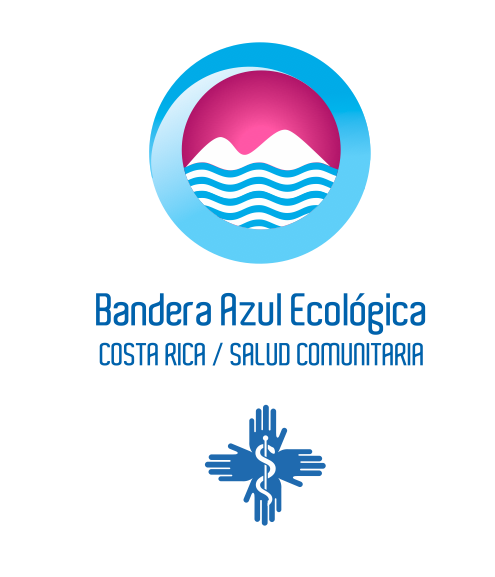 Bandera Azul Ecológica
COSTA RICA / SALUD COMUNITARIA